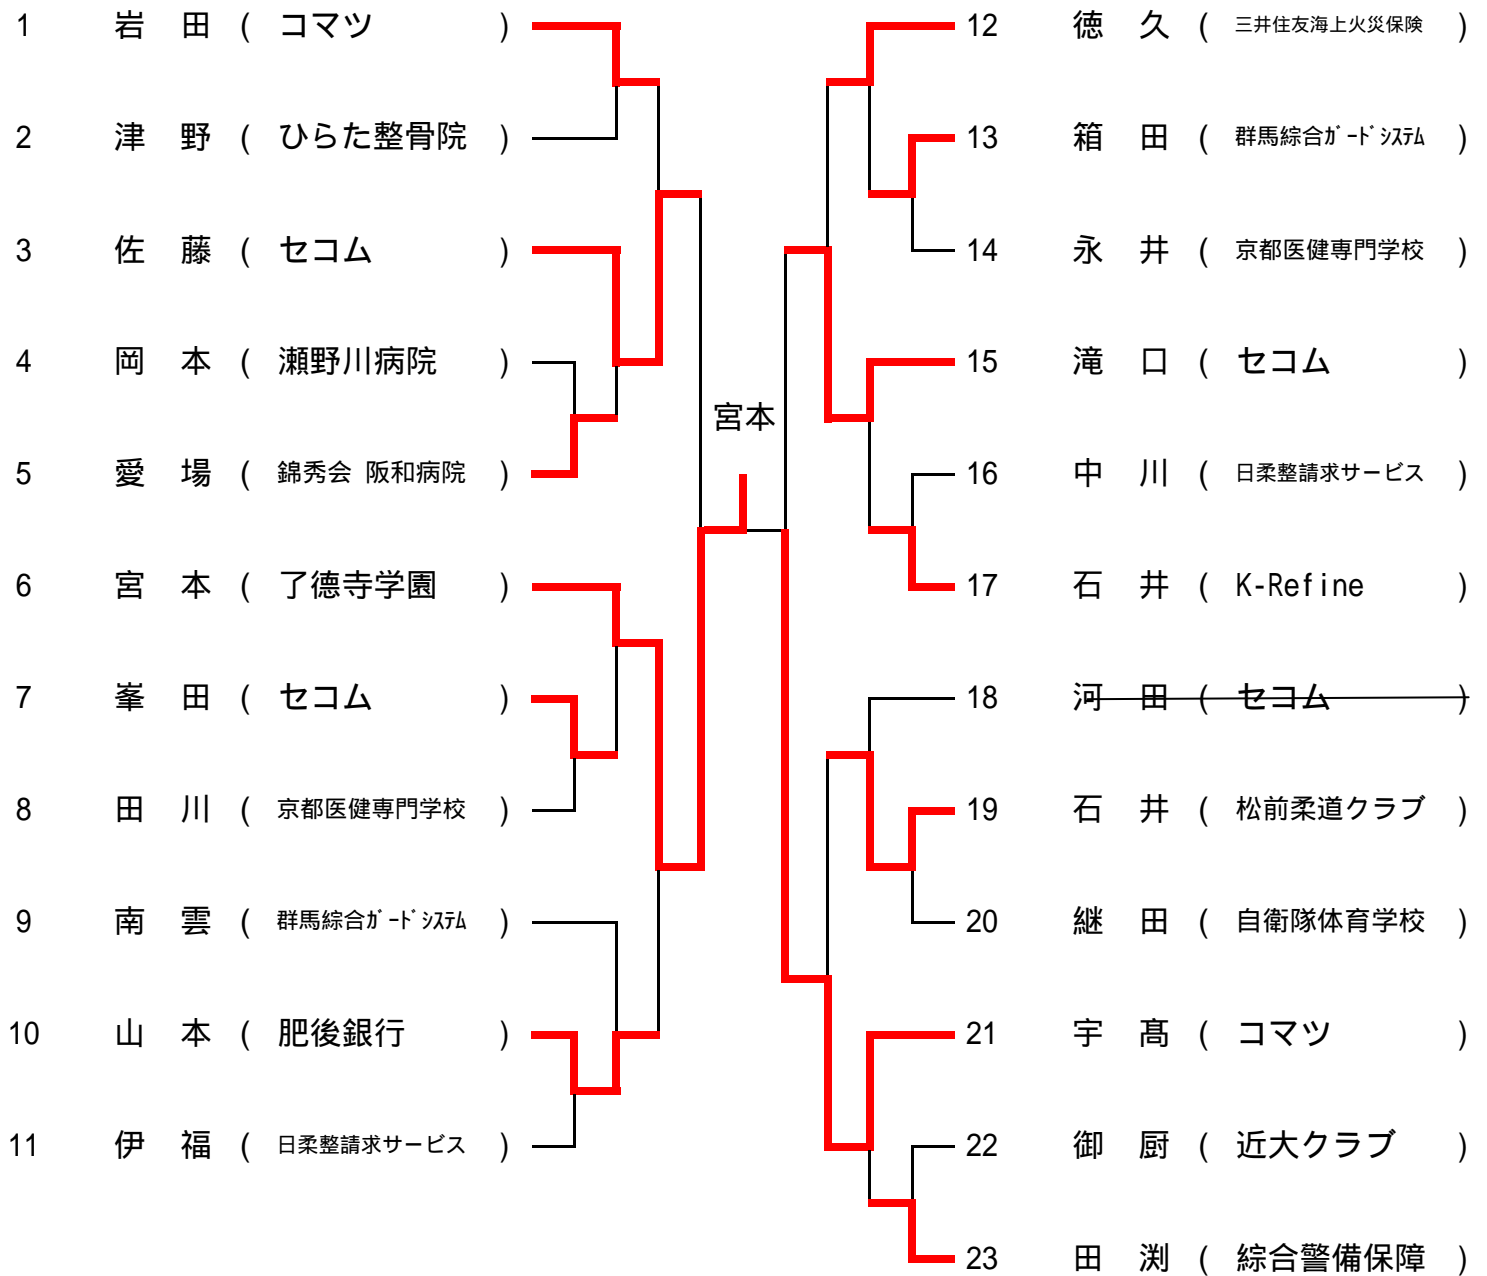 1 岩 田 ( コマツ )
2 津 野 ( ひらた整骨院 )
3 佐 藤 ( セコム )
4 岡 本 ( 瀬野川病院 )
5 愛 場 ( 錦秀会 阪和病院 )
6 宮 本 ( 了德寺学園 )
7 峯 田 ( セコム )
8 田 川 ( 京都医健専門学校 )
9 南 雲 ( 群馬綜合ｶﾞｰﾄﾞｼｽﾃﾑ )
10 山 本 ( 肥後銀行 )
11 伊 福 ( 日柔整請求サービス )
宮本
12 徳 久 ( 三井住友海上火災保険 )
13 箱 田 ( 群馬綜合ｶﾞｰﾄﾞｼｽﾃﾑ )
14 永 井 ( 京都医健専門学校 )
15 滝 口 ( セコム )
16 中 川 ( 日柔整請求サービス )
17 石 井 ( K-Refine )
18 河 田 ( セコム )
19 石 井 ( 松前柔道クラブ )
20 継 田 ( 自衛隊体育学校 )
21 宇 髙 ( コマツ )
22 御 厨 ( 近大クラブ )
23 田 渕 ( 綜合警備保障 )